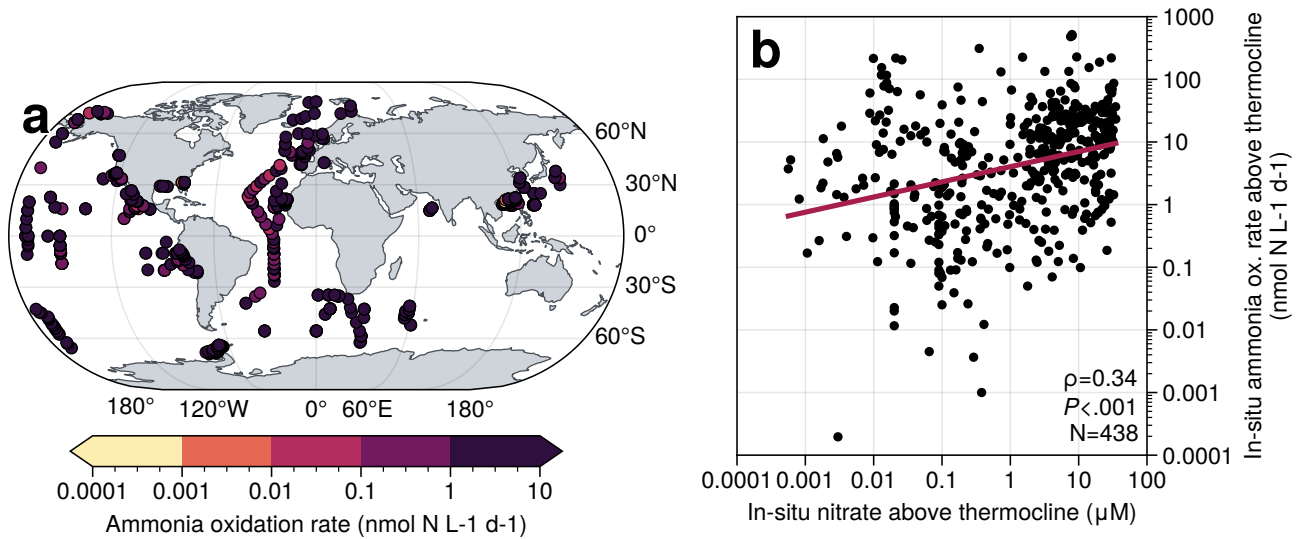 a
60°N
30°N
0°
30°S
60°S
180° 120°W 0° 60°E 180°
0.0001 0.001 0.01 0.1 1 10
Ammonia oxidation rate (nmol N L-1 d-1)
b
1000
100
10
1
0.1
0.01
0.001
0.0001
ρ=0.34
P<.001
N=438
0.0001 0.001 0.01 0.1 1 10 100
In-situ nitrate above thermocline (µM)
In-situ ammonia ox. rate above thermocline
(nmol N L-1 d-1)